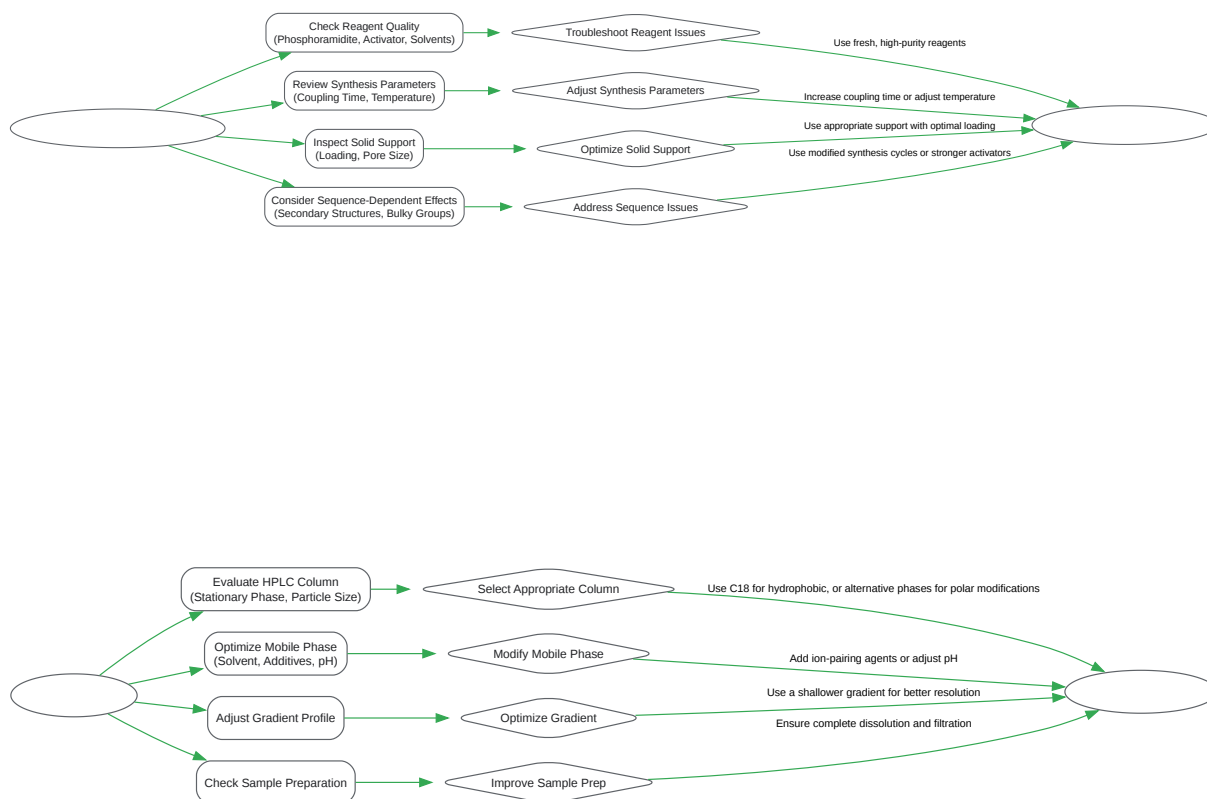 Check Reagent Quality
(Phosphoramidite, Activator, Solvents)
Troubleshoot Reagent Issues
Use fresh, high-purity reagents
Review Synthesis Parameters
(Coupling Time, Temperature)
Adjust Synthesis Parameters
Increase coupling time or adjust temperature
Inspect Solid Support
(Loading, Pore Size)
Optimize Solid Support
Use appropriate support with optimal loading
Consider Sequence-Dependent Effects
(Secondary Structures, Bulky Groups)
Address Sequence Issues
Use modified synthesis cycles or stronger activators
Evaluate HPLC Column
(Stationary Phase, Particle Size)
Select Appropriate Column
Use C18 for hydrophobic, or alternative phases for polar modifications
Optimize Mobile Phase
(Solvent, Additives, pH)
Modify Mobile Phase
Add ion-pairing agents or adjust pH
Adjust Gradient Profile
Optimize Gradient
Use a shallower gradient for better resolution
Check Sample Preparation
Improve Sample Prep
Ensure complete dissolution and filtration